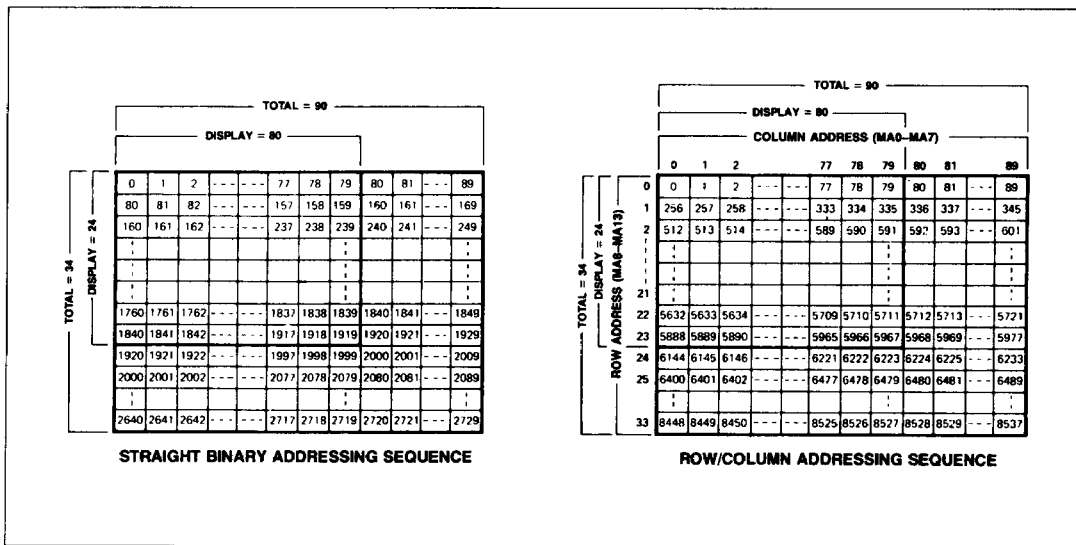 TOTAL = 90
DISPLAY = 80
TOTAL = 34
DISPLAY = 24
0 1 2 ---- ---- 77 78 79 80 81 --- 89
80 81 82 ---- ---- 157 158 159 160 161 --- 169
160 161 162 ---- ---- 237 238 239 240 241 --- 249
1760 1761 1762 ---- ---- 1837 1838 1839 1840 1841 --- 1849
1840 1841 1842 ---- ---- 1917 1918 1919 1920 1921 --- 1929
1920 1921 1922 ---- ---- 1997 1998 1999 2000 2001 --- 2009
2000 2001 2002 ---- ---- 2077 2078 2079 2080 2081 --- 2089
2640 2641 2642 ---- ---- 2717 2718 2719 2720 2721 --- 2729
STRAIGHT BINARY ADDRESSING SEQUENCE
TOTAL = 90
DISPLAY = 80
COLUMN ADDRESS (MA0–MA7)
TOTAL = 34
DISPLAY = 24
ROW ADDRESS (MA8–MA13)
0 1 2 77 78 79 80 81 89
0 0 1 2 ---- ---- 77 78 79 80 81 --- 89
1 256 257 258 ---- ---- 333 334 335 336 337 --- 345
2 512 513 514 ---- ---- 589 590 591 592 593 --- 601
21
22 5632 5633 5634 ---- ---- 5709 5710 5711 5712 5713 --- 5721
23 5888 5889 5890 ---- ---- 5965 5966 5967 5968 5969 --- 5977
24 6144 6145 6146 ---- ---- 6221 6222 6223 6224 6225 --- 6233
25 6400 6401 6402 ---- ---- 6477 6478 6479 6480 6481 --- 6489
33 8448 8449 8450 ---- ---- 8525 8526 8527 8528 8529 --- 8537
ROW/COLUMN ADDRESSING SEQUENCE